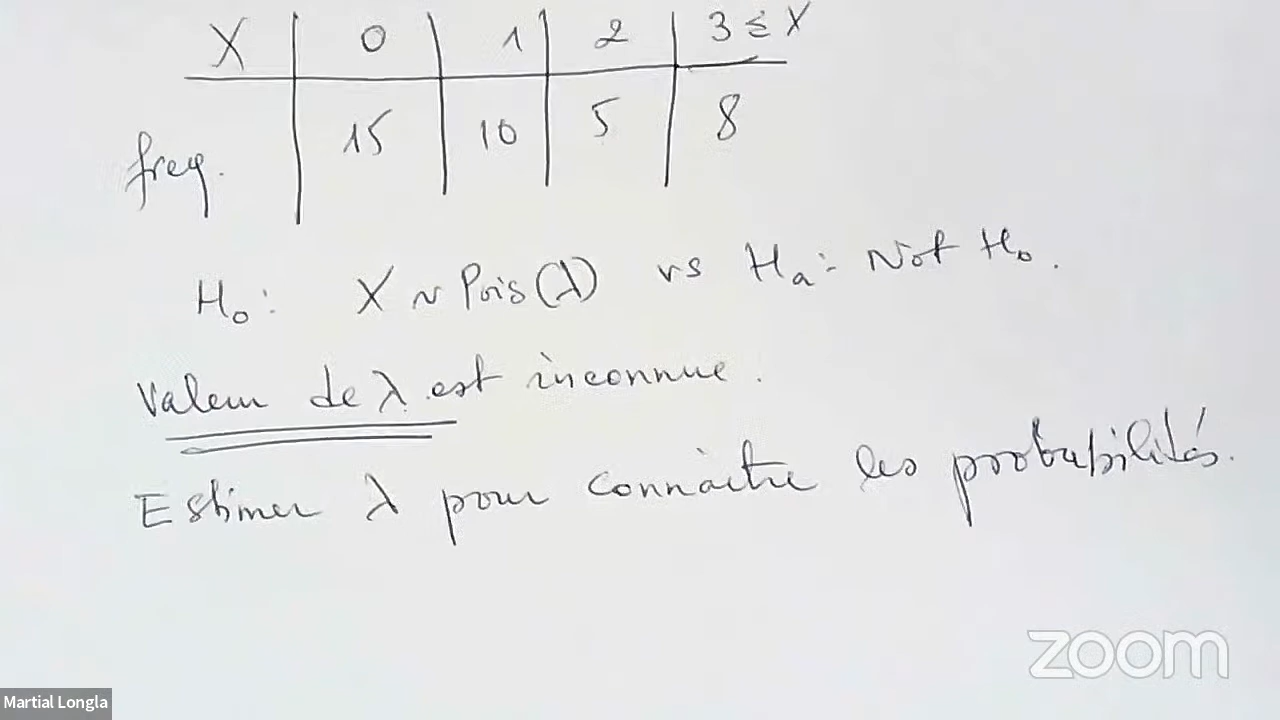 X 0 1 2 3 ≤ X
freq. 15 10 5 8
H₀: X ~ Pois(λ) vs Hₐ: Not H₀.
Valeur de λ est inconnue.
Estimer λ pour connaître les probabilités.
zoom
Martial Longla